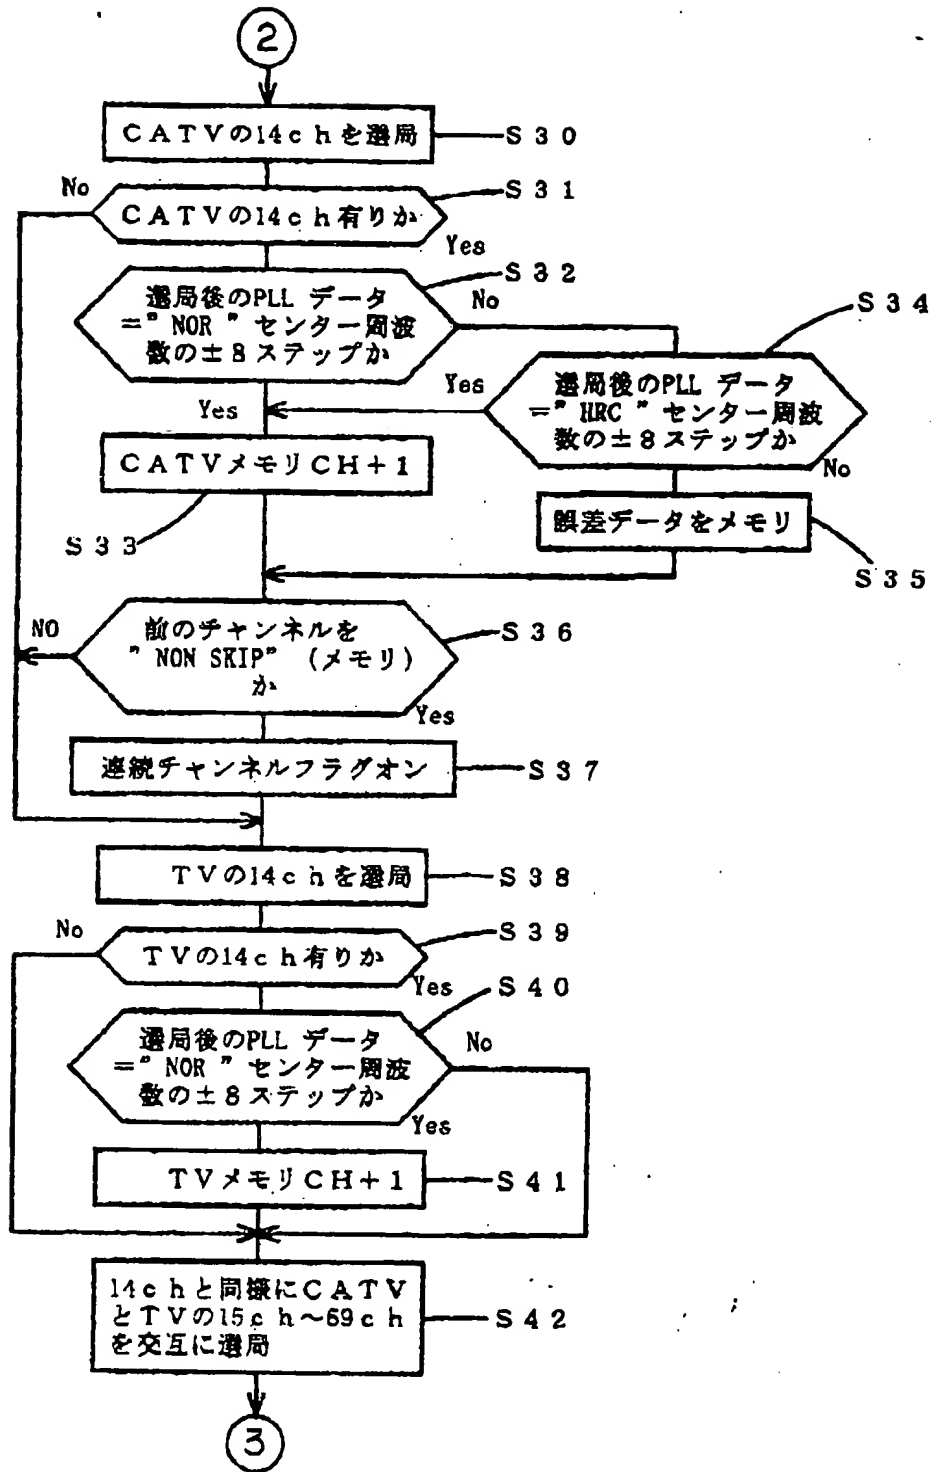 2
CATVの14chを選局
S30
CATVの14ch有りか
S31
No
Yes
選局後のPLL データ
=”NOR ”センター周波
数の±8ステップか
S32
No
Yes
CATVメモリCH+1
S33
選局後のPLL データ
=”HRC ”センター周波
数の±8ステップか
S34
Yes
No
誤差データをメモリ
S35
前のチャンネルを
”NON SKIP” (メモリ)
か
S36
NO
Yes
連続チャンネルフラグオン
S37
TVの14chを選局
S38
TVの14ch有りか
S39
No
Yes
選局後のPLL データ
=”NOR ”センター周波
数の±8ステップか
S40
No
Yes
TVメモリCH+1
S41
14chと同様にCATV
とTVの15ch~69ch
を交互に選局
S42
3